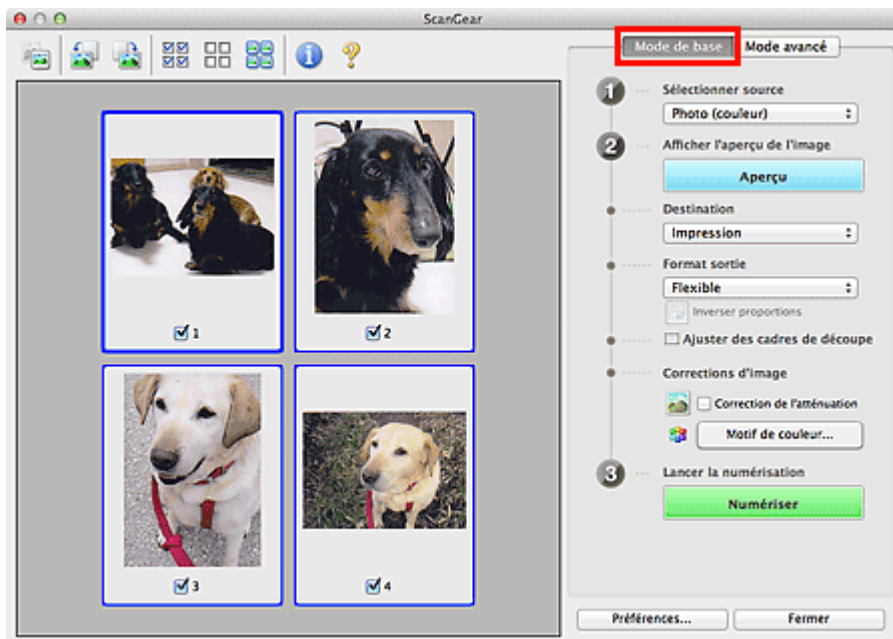 ScanGear
Mode de base Mode avancé
1 Sélectionner source
Photo (couleur)
2 Afficher l'aperçu de l'image
Aperçu
Destination
Impression
Format sortie
Flexible
Inverser proportions
Ajuster des cadres de découpe
Corrections d'image
Correction de l'atténuation
Motif de couleur...
3 Lancer la numérisation
Numériser
1 2
3 4
Préférences... Fermer